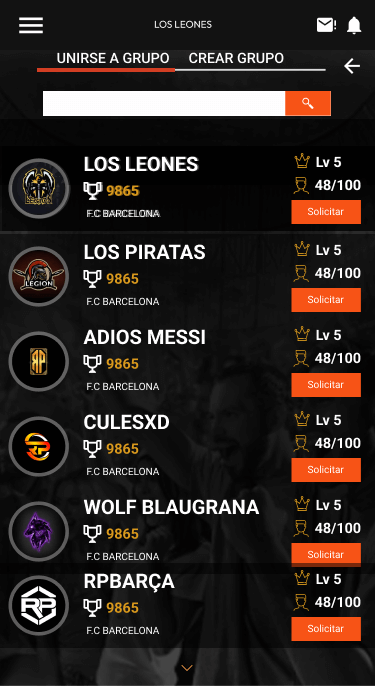 LOS LEONES
UNIRSE A GRUPO CREAR GRUPO
LOS LEONES
Lv 5
9865
48/100
F.C BARCELONA
Solicitar
LEGION
LOS PIRATAS
Lv 5
9865
48/100
F.C BARCELONA
Solicitar
LEGION
ADIOS MESSI
Lv 5
9865
48/100
F.C BARCELONA
Solicitar
CULESXD
Lv 5
9865
48/100
F.C BARCELONA
Solicitar
WOLF BLAUGRANA
Lv 5
9865
48/100
F.C BARCELONA
Solicitar
RPBARÇA
Lv 5
9865
48/100
F.C BARCELONA
Solicitar
RP